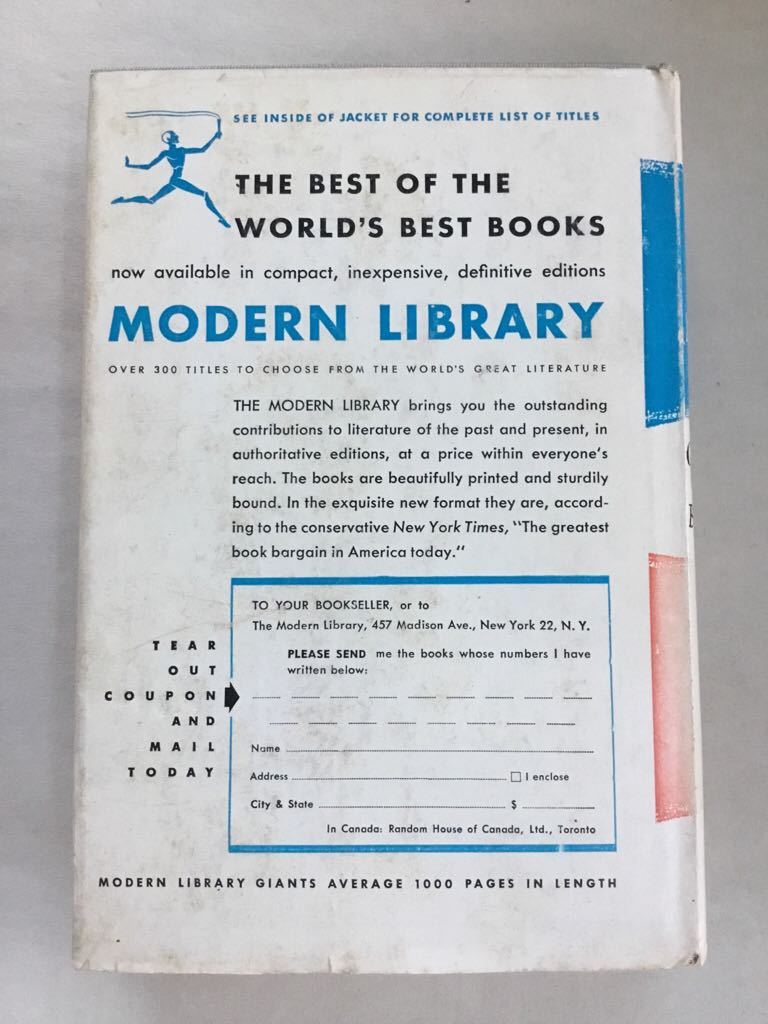 SEE INSIDE OF JACKET FOR COMPLETE LIST OF TITLES
THE BEST OF THE
WORLD'S BEST BOOKS
now available in compact, inexpensive, definitive editions
MODERN LIBRARY
OVER 300 TITLES TO CHOOSE FROM THE WORLD'S GREAT LITERATURE
THE MODERN LIBRARY brings you the outstanding
contributions to literature of the past and present, in
authoritative editions, at a price within everyone's
reach. The books are beautifully printed and sturdily
bound. In the exquisite new format they are, accord-
ing to the conservative New York Times, "The greatest
book bargain in America today."
TEAR
OUT
COUPON
AND
MAIL
TODAY
TO YOUR BOOKSELLER, or to
The Modern Library, 457 Madison Ave., New York 22, N. Y.
PLEASE SEND me the books whose numbers I have
written below:
Name
Address I enclose
City & State $
In Canada: Random House of Canada, Ltd., Toronto
MODERN LIBRARY GIANTS AVERAGE 1000 PAGES IN LENGTH